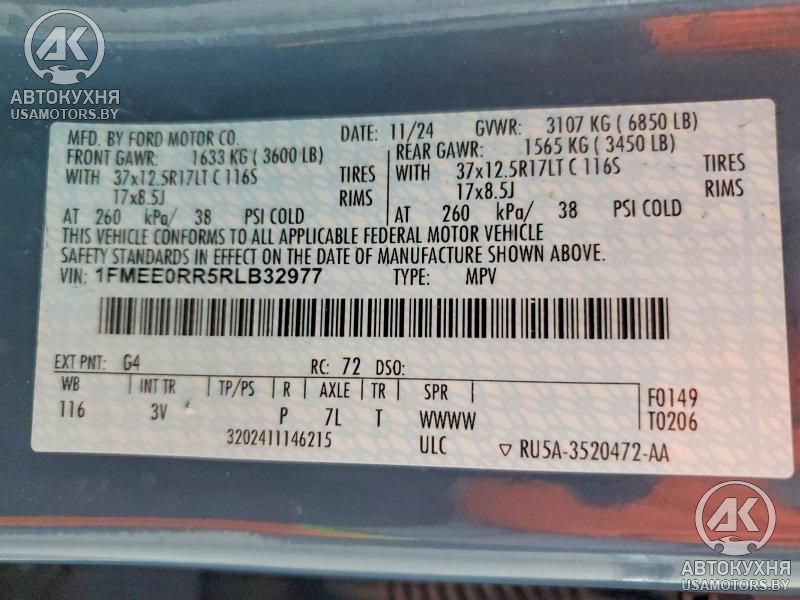 АК
АВТОКУХНЯ
USAMOTORS.BY
MFD. BY FORD MOTOR CO.
DATE: 11/24 GVWR: 3107 KG ( 6850 LB)
FRONT GAWR: 1633 KG ( 3600 LB)
WITH 37x12.5R17LT C 116S TIRES
17x8.5J RIMS
AT 260 kPa/ 38 PSI COLD
REAR GAWR: 1565 KG ( 3450 LB)
WITH 37x12.5R17LT C 116S TIRES
17x8.5J RIMS
AT 260 kPa/ 38 PSI COLD
THIS VEHICLE CONFORMS TO ALL APPLICABLE FEDERAL MOTOR VEHICLE
SAFETY STANDARDS IN EFFECT ON THE DATE OF MANUFACTURE SHOWN ABOVE.
VIN: 1FMEE0RR5RLB32977 TYPE: MPV
EXT PNT: G4 RC: 72 DSO:
WB INT TR TP/PS R AXLE TR SPR
116 3V P 7L T WWWW
F0149
T0206
3202411146215 ULC ▽ RU5A-3520472-AA
АК
АВТОКУХНЯ
USAMOTORS.BY